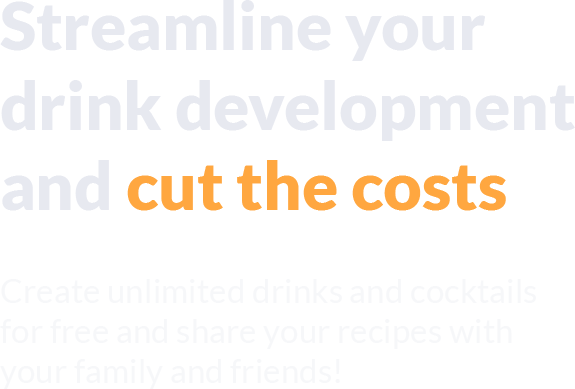 Streamline your
drink development
and cut the costs
Create unlimited drinks and cocktails
for free and share your recipes with
your family and friends!